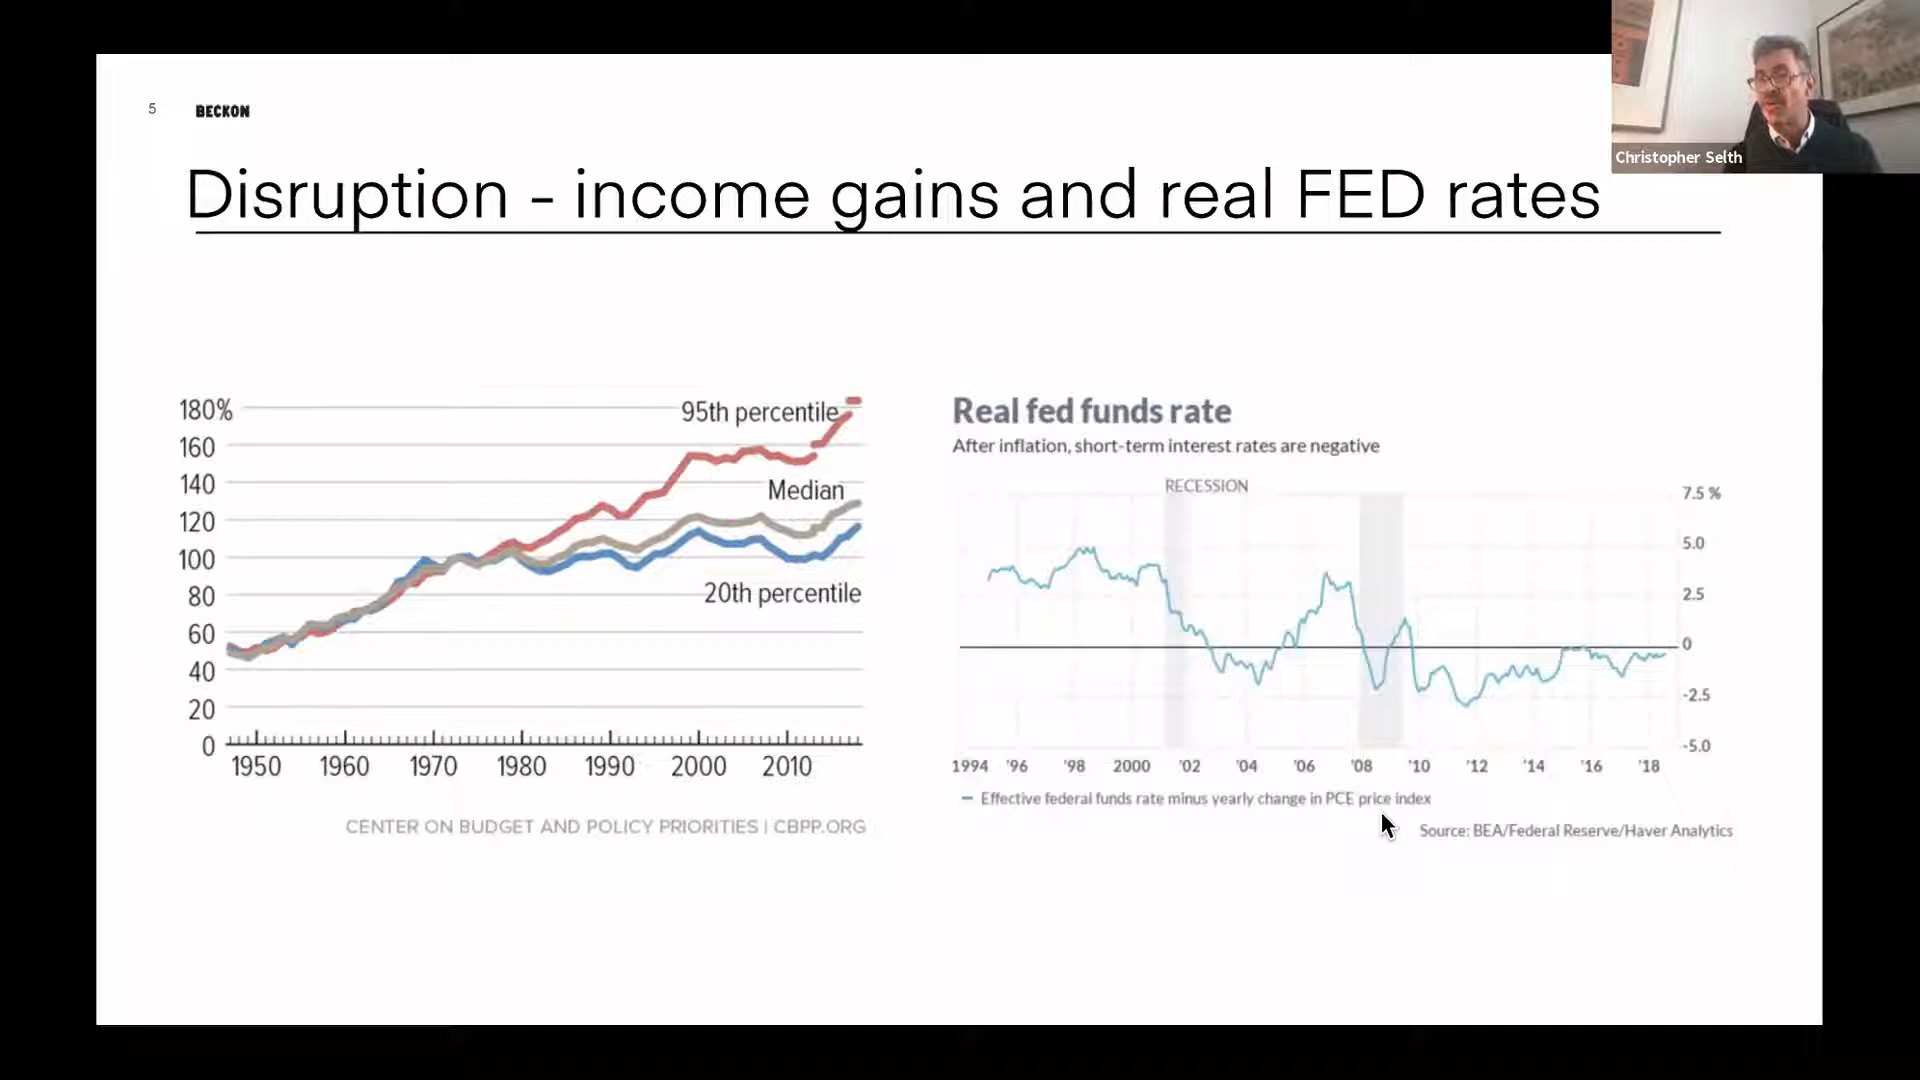 5 BECKON
Christopher Selth
Disruption - income gains and real FED rates
180%
160
140
120
100
80
60
40
20
0
95th percentile
Median
20th percentile
1950 1960 1970 1980 1990 2000 2010
CENTER ON BUDGET AND POLICY PRIORITIES | CBPP.ORG
Real fed funds rate
After inflation, short-term interest rates are negative
RECESSION
7.5 %
5.0
2.5
0
-2.5
-5.0
1994 '96 '98 2000 '02 '04 '06 '08 '10 '12 '14 '16 '18
Effective federal funds rate minus yearly change in PCE price index
Source: BEA/Federal Reserve/Haver Analytics